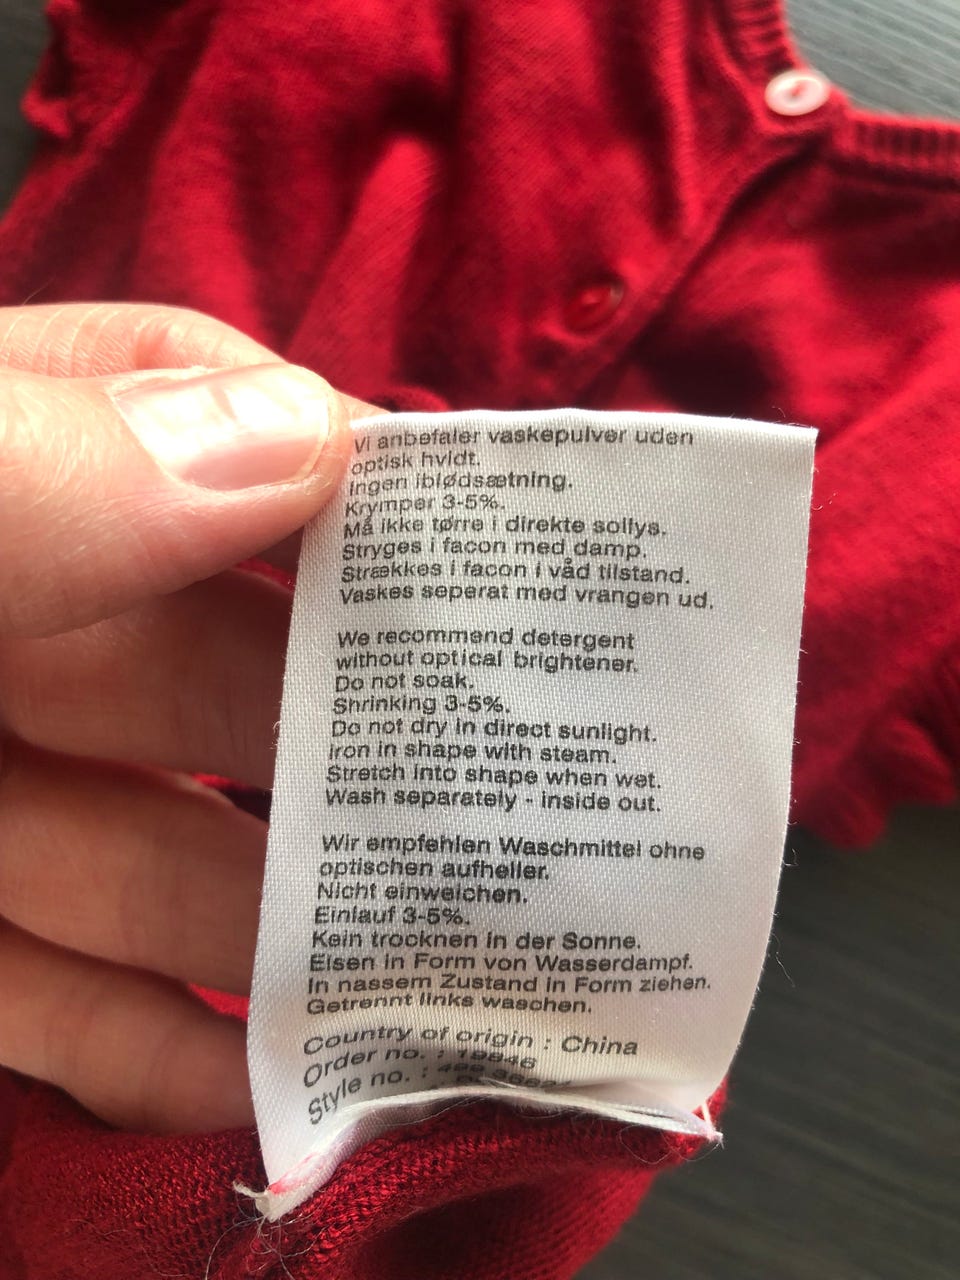 Vi anbefaler vaskepulver uden
optisk hvidt.
Ingen iblødsætning.
Krymper 3-5%.
Må ikke tørre i direkte sollys.
Stryges i facon med damp.
Strækkes i facon i våd tilstand.
Vaskes seperat med vrangen ud.
We recommend detergent
without optical brightener.
Do not soak.
Shrinking 3-5%.
Do not dry in direct sunlight.
Iron in shape with steam.
Stretch into shape when wet.
Wash separately - inside out.
Wir empfehlen Waschmittel ohne
optischen aufheller.
Nicht einweichen.
Einlauf 3-5%.
Kein trocknen in der Sonne.
Eisen in Form von Wasserdampf.
In nassem Zustand in Form ziehen.
Getrennt links waschen.
Country of origin : China
Order no. : 19846
Style no. :